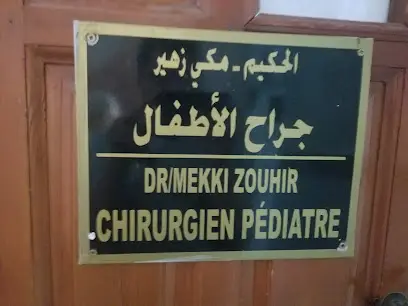 الحكيم - مكي زهير
جراح الأطفال
DR/MEKKI ZOUHIR
CHIRURGIEN PÉDIATRE